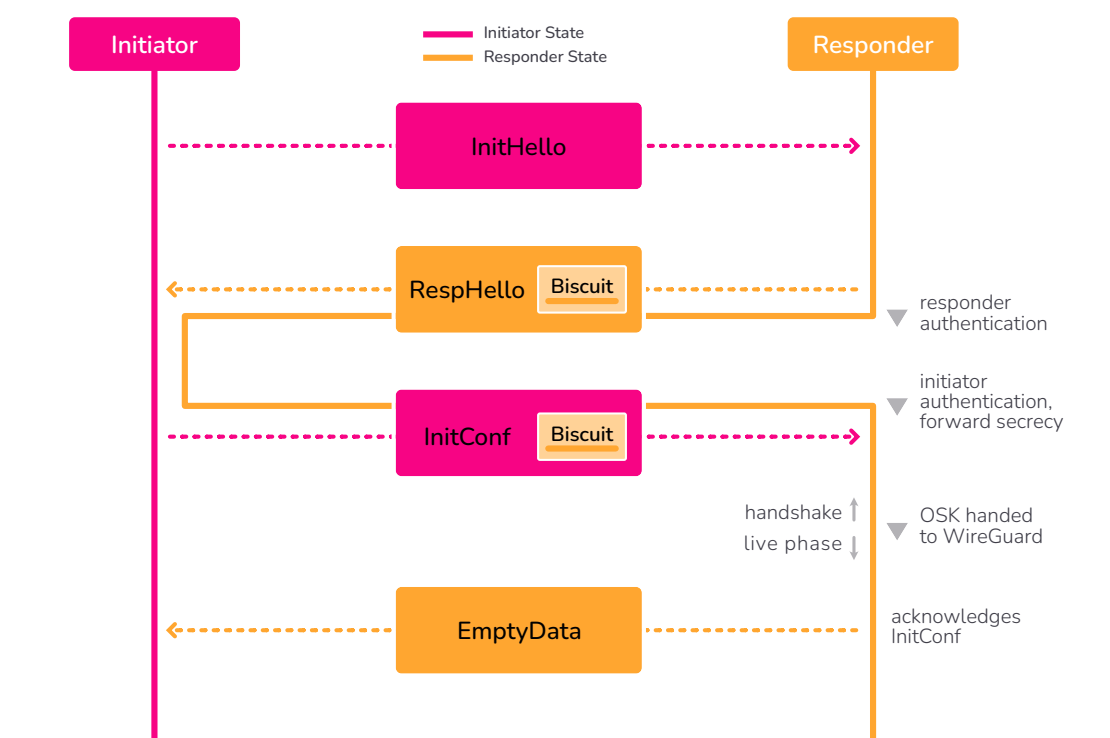 Initiator
Initiator State
Responder State
Responder
InitHello
RespHello
Biscuit
responder
authentication
initiator
authentication,
forward secrecy
InitConf
Biscuit
handshake
live phase
OSK handed
to WireGuard
EmptyData
acknowledges
InitConf